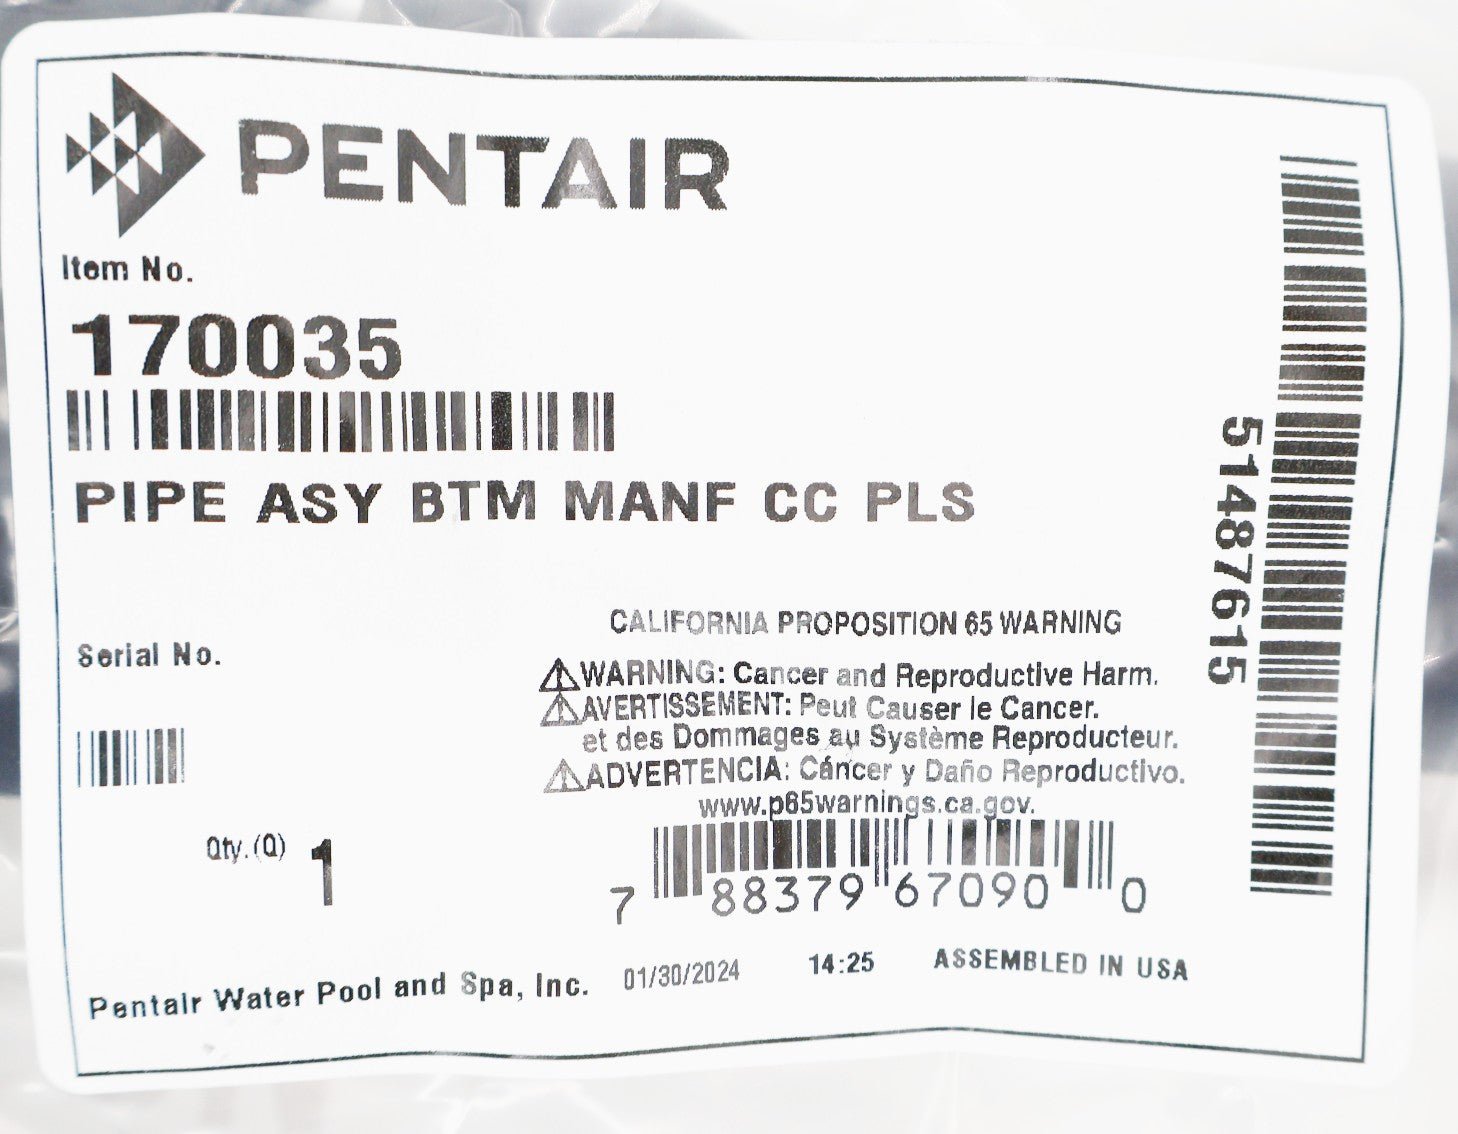 PENTAIR
Item No.
170035
PIPE ASY BTM MANF CC PLS
51487615
Serial No.
CALIFORNIA PROPOSITION 65 WARNING
⚠WARNING: Cancer and Reproductive Harm.
⚠AVERTISSEMENT: Peut Causer le Cancer.
et des Dommages au Système Reproducteur.
⚠ADVERTENCIA: Cáncer y Daño Reproductivo.
www.p65warnings.ca.gov.
Qty.(Q) 1
7 88379 67090 0
Pentair Water Pool and Spa, Inc. 01/30/2024 14:25 ASSEMBLED IN USA